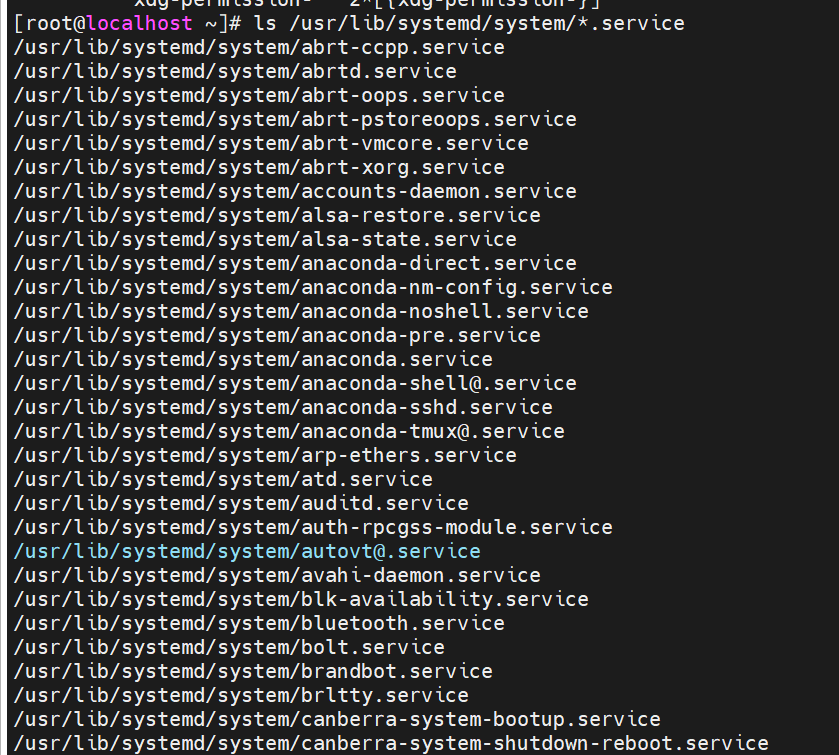 xdg-permission-   2*[{xdg-permission-}]
[root@localhost ~]# ls /usr/lib/systemd/system/*.service
/usr/lib/systemd/system/abrt-ccpp.service
/usr/lib/systemd/system/abrtd.service
/usr/lib/systemd/system/abrt-oops.service
/usr/lib/systemd/system/abrt-pstoreoops.service
/usr/lib/systemd/system/abrt-vmcore.service
/usr/lib/systemd/system/abrt-xorg.service
/usr/lib/systemd/system/accounts-daemon.service
/usr/lib/systemd/system/alsa-restore.service
/usr/lib/systemd/system/alsa-state.service
/usr/lib/systemd/system/anaconda-direct.service
/usr/lib/systemd/system/anaconda-nm-config.service
/usr/lib/systemd/system/anaconda-noshell.service
/usr/lib/systemd/system/anaconda-pre.service
/usr/lib/systemd/system/anaconda.service
/usr/lib/systemd/system/anaconda-shell@.service
/usr/lib/systemd/system/anaconda-sshd.service
/usr/lib/systemd/system/anaconda-tmux@.service
/usr/lib/systemd/system/arp-ethers.service
/usr/lib/systemd/system/atd.service
/usr/lib/systemd/system/auditd.service
/usr/lib/systemd/system/auth-rpcgss-module.service
/usr/lib/systemd/system/autovt@.service
/usr/lib/systemd/system/avahi-daemon.service
/usr/lib/systemd/system/blk-availability.service
/usr/lib/systemd/system/bluetooth.service
/usr/lib/systemd/system/bolt.service
/usr/lib/systemd/system/brandbot.service
/usr/lib/systemd/system/brltty.service
/usr/lib/systemd/system/canberra-system-bootup.service
/usr/lib/systemd/system/canberra-system-shutdown-reboot.service